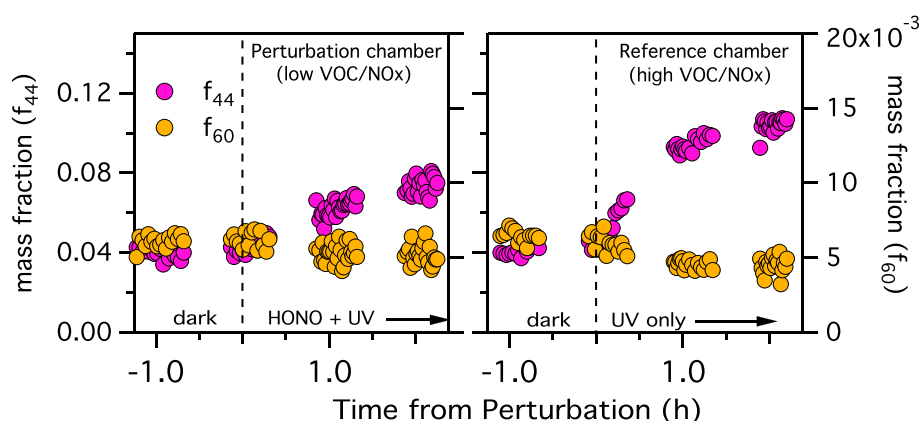 Perturbation chamber
(low VOC/NOx)
f44
f60
dark
HONO + UV
Reference chamber
(high VOC/NOx)
dark
UV only
mass fraction (f44)
0.12
0.08
0.04
0.00
20x10-3
15
10
5
0
mass fraction (f60)
-1.0
1.0
-1.0
1.0
Time from Perturbation (h)